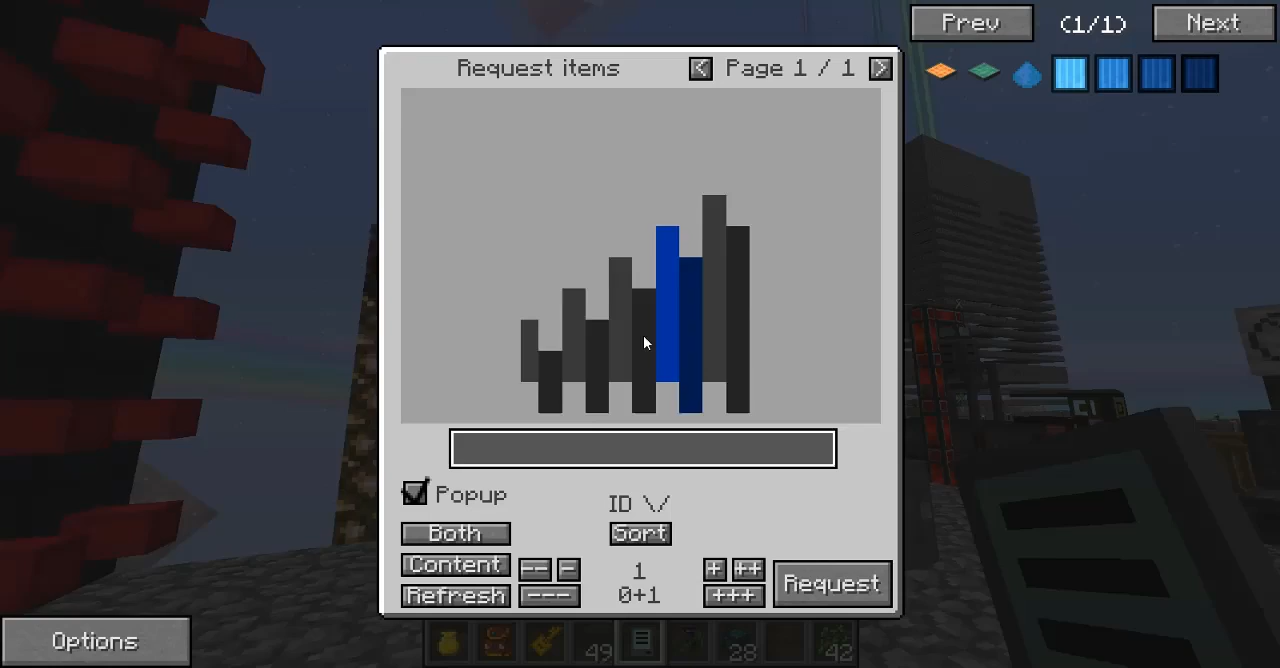 Prev (1/1) Next
Request items < Page 1 / 1 >
Popup
ID \/
Both Sort
Content -- - 1 + ++ Request
Refresh --- 0+1 +++
Options
49 28 42